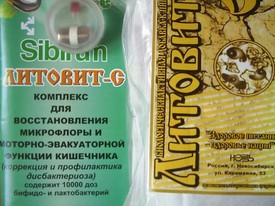 Sibirun
ЛИТОВИТ-С
КОМПЛЕКС
ДЛЯ
ВОССТАНОВЛЕНИЯ
МИКРОФЛОРЫ И
МОТОРНО-ЭВАКУАТОРНОЙ
ФУНКЦИИ КИШЕЧНИКА
(коррекция и профилактика
дисбактериоза)
содержит 10000 доз
бифидо- и лактобактерий
Литовит
Здоровое питание
здоровье нации
Россия, г. Новосибирск